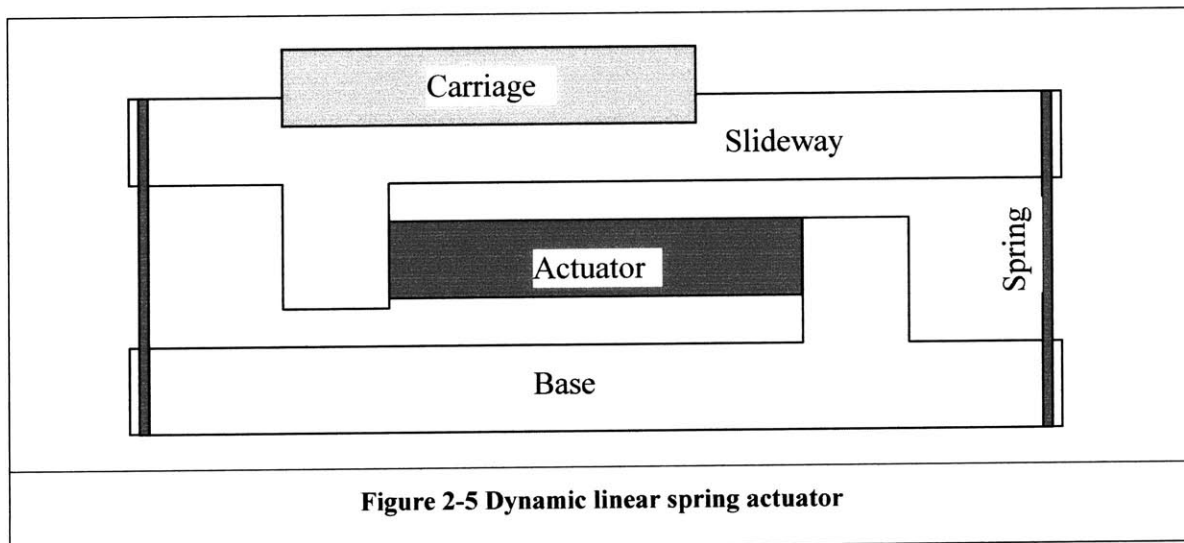 Carriage
Slideway
Spring
Actuator
Base
Figure 2-5 Dynamic linear spring actuator